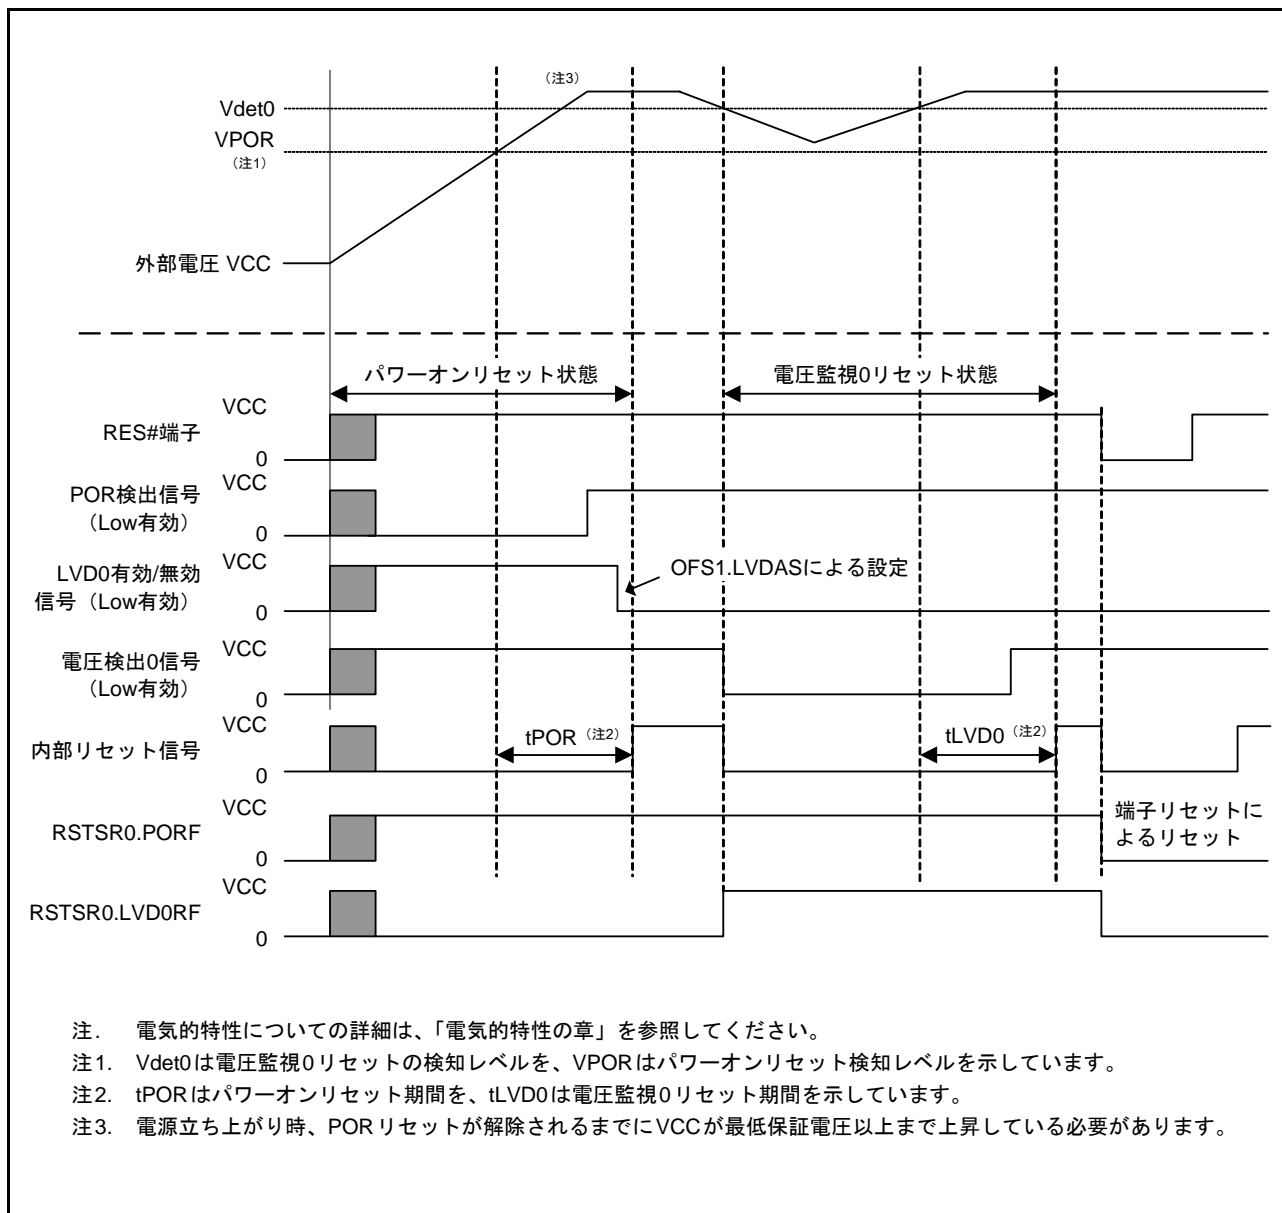 （注3）
Vdet0
VPOR
（注1）
外部電圧 VCC
パワーオンリセット状態
電圧監視0リセット状態
VCC
RES#端子
0
VCC
POR検出信号
（Low有効）
0
VCC
LVD0有効/無効
信号（Low有効）
0
OFS1.LVDASによる設定
VCC
電圧検出0信号
（Low有効）
0
VCC
内部リセット信号
0
tPOR（注2）
tLVD0（注2）
VCC
RSTSR0.PORF
0
端子リセットに
よるリセット
VCC
RSTSR0.LVD0RF
0
注. 電気的特性についての詳細は、「電気的特性の章」を参照してください。
注1. Vdet0は電圧監視0リセットの検知レベルを、VPORはパワーオンリセット検知レベルを示しています。
注2. tPORはパワーオンリセット期間を、tLVD0は電圧監視0リセット期間を示しています。
注3. 電源立ち上がり時、PORリセットが解除されるまでにVCCが最低保証電圧以上まで上昇している必要があります。